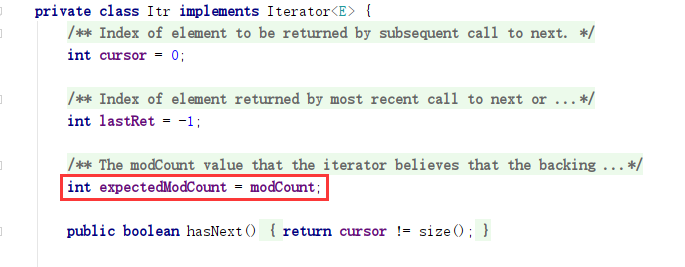 private class Itr implements Iterator<E> {
/** Index of element to be returned by subsequent call to next. */
int cursor = 0;
/** Index of element returned by most recent call to next or ...*/
int lastRet = -1;
/** The modCount value that the iterator believes that the backing ...*/
int expectedModCount = modCount;
public boolean hasNext() { return cursor != size(); }